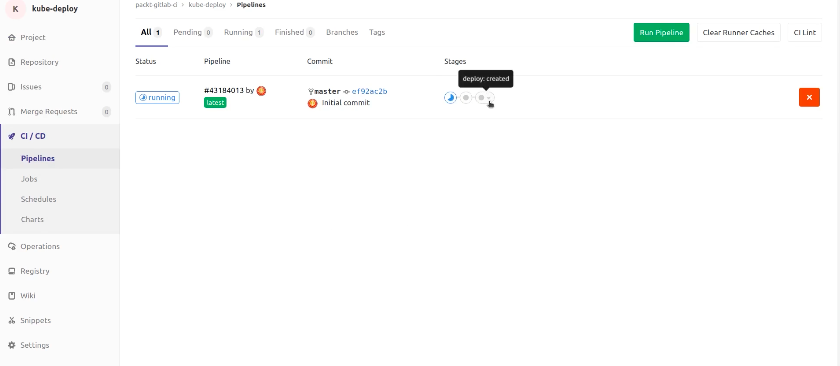 packt-gitlab-ci > kube-deploy > Pipelines
K kube-deploy
All 1 Pending 0 Running 1 Finished 0 Branches Tags
Run Pipeline Clear Runner Caches CI Lint
Project
Repository
Issues 0
Merge Requests 0
CI / CD
Pipelines
Jobs
Schedules
Charts
Operations
Registry
Wiki
Snippets
Settings
Status Pipeline Commit Stages
deploy: created
running #43184013 by master ef92ac2b
latest Initial commit